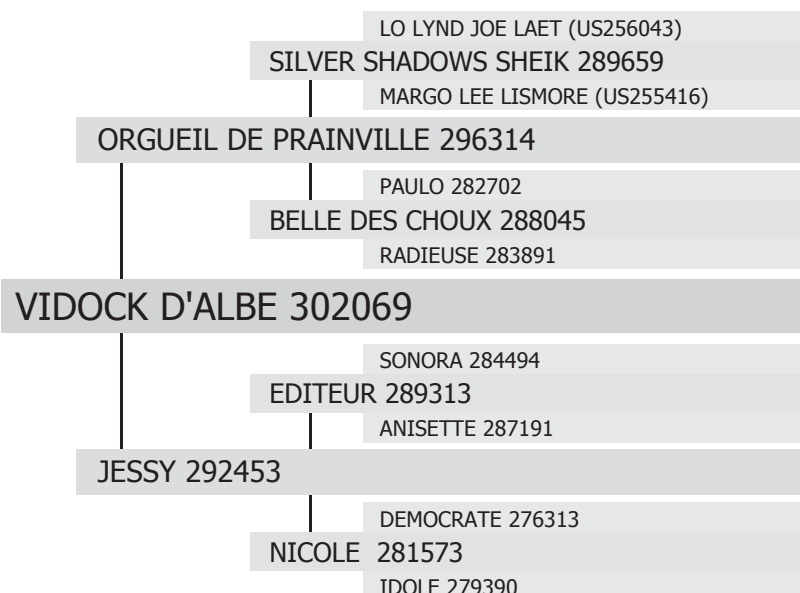 LO LYND JOE LAET (US256043)
SILVER SHADOWS SHEIK 289659
MARGO LEE LISMORE (US255416)
ORGUEIL DE PRAINVILLE 296314
PAULO 282702
BELLE DES CHOUX 288045
RADIEUSE 283891
VIDOCK D'ALBE 302069
SONORA 284494
EDITEUR 289313
ANISETTE 287191
JESSY 292453
DEMOCRATE 276313
NICOLE 281573
IDOLE 279390